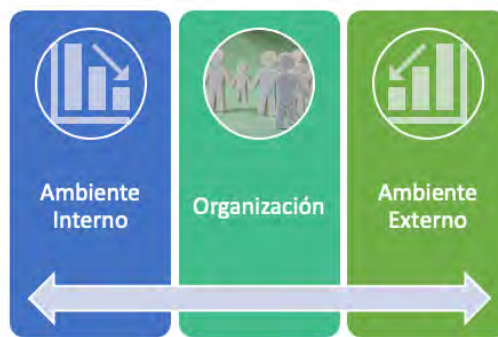 Ambiente
Interno
Organización
Ambiente
Externo